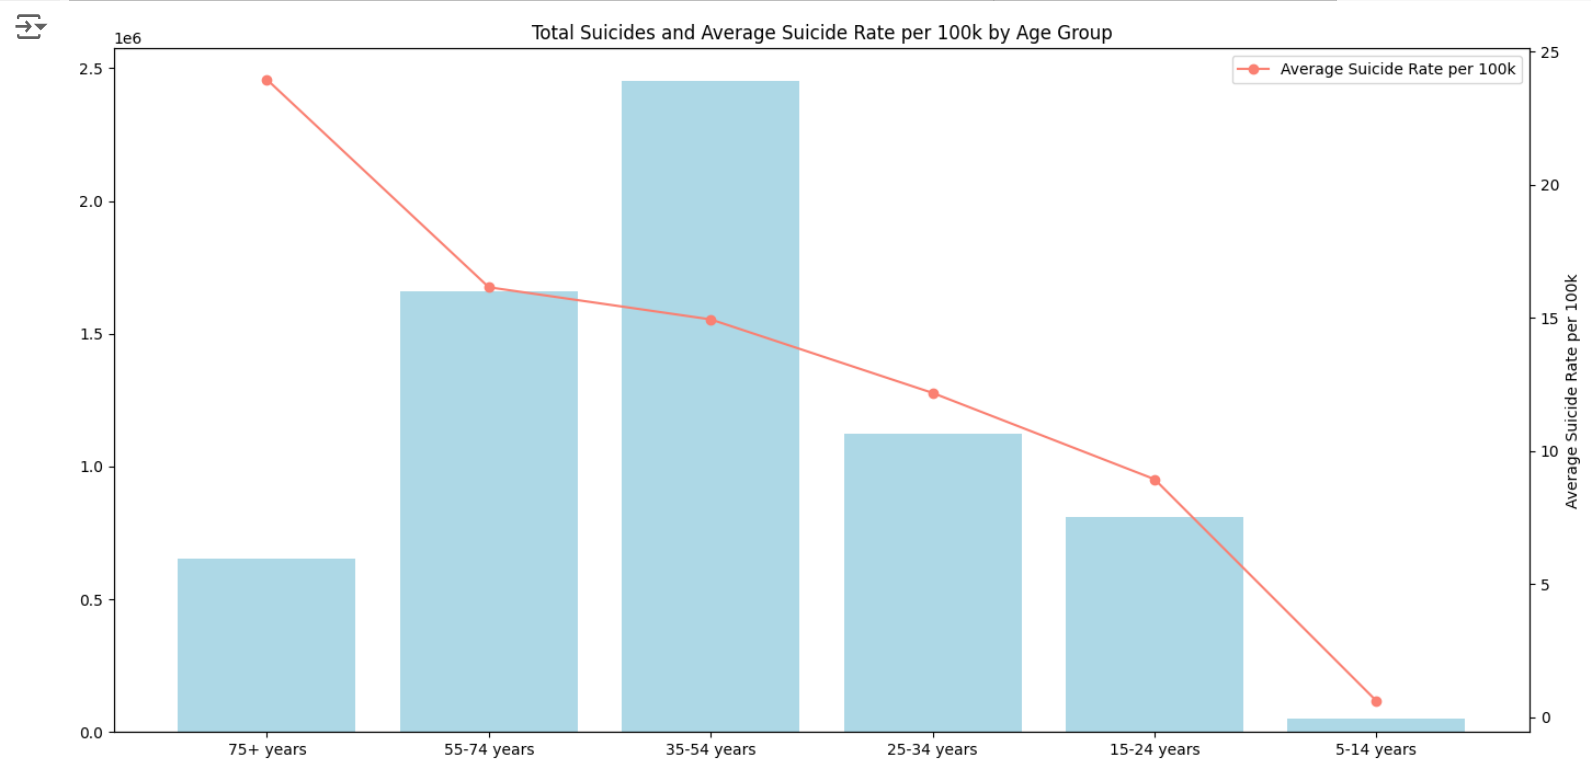 Total Suicides and Average Suicide Rate per 100k by Age Group
1e6
Average Suicide Rate per 100k
2.5
2.0
1.5
1.0
0.5
0.0
25
20
15
10
5
0
Average Suicide Rate per 100k
75+ years
55-74 years
35-54 years
25-34 years
15-24 years
5-14 years